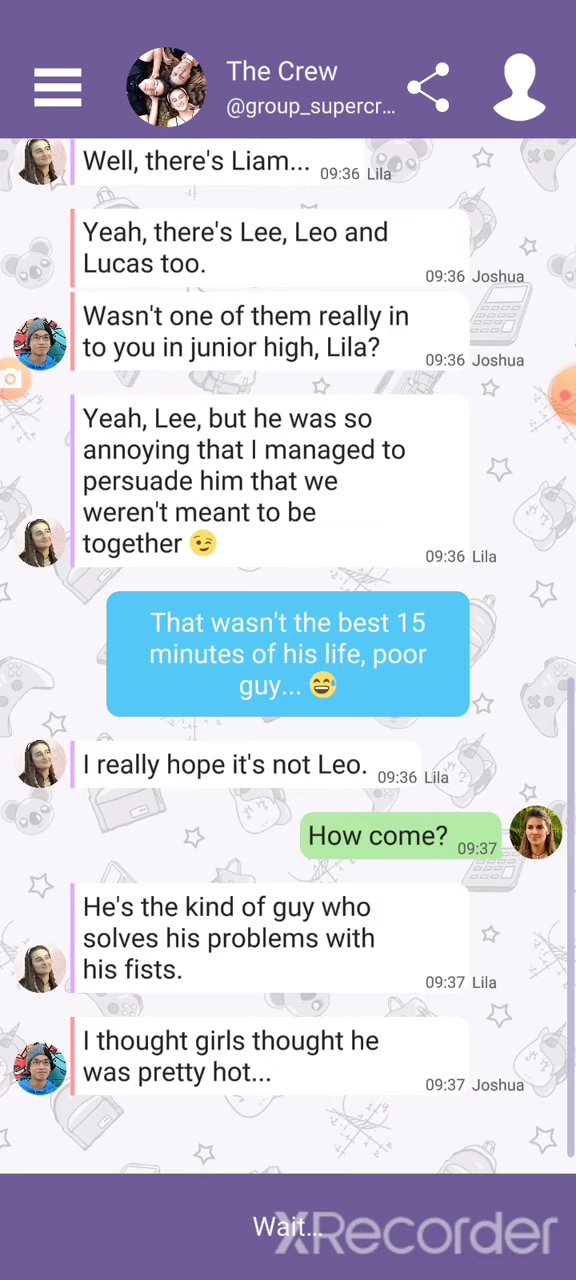 The Crew
@group_supercr...
Well, there's Liam...
09:36 Lila
Yeah, there's Lee, Leo and
Lucas too.
09:36 Joshua
Wasn't one of them really in
to you in junior high, Lila?
09:36 Joshua
Yeah, Lee, but he was so
annoying that I managed to
persuade him that we
weren't meant to be
together 😉
09:36 Lila
That wasn't the best 15
minutes of his life, poor
guy... 😅
I really hope it's not Leo.
09:36 Lila
How come?
09:37
He's the kind of guy who
solves his problems with
his fists.
09:37 Lila
I thought girls thought he
was pretty hot...
09:37 Joshua
Wait...
XRecorder